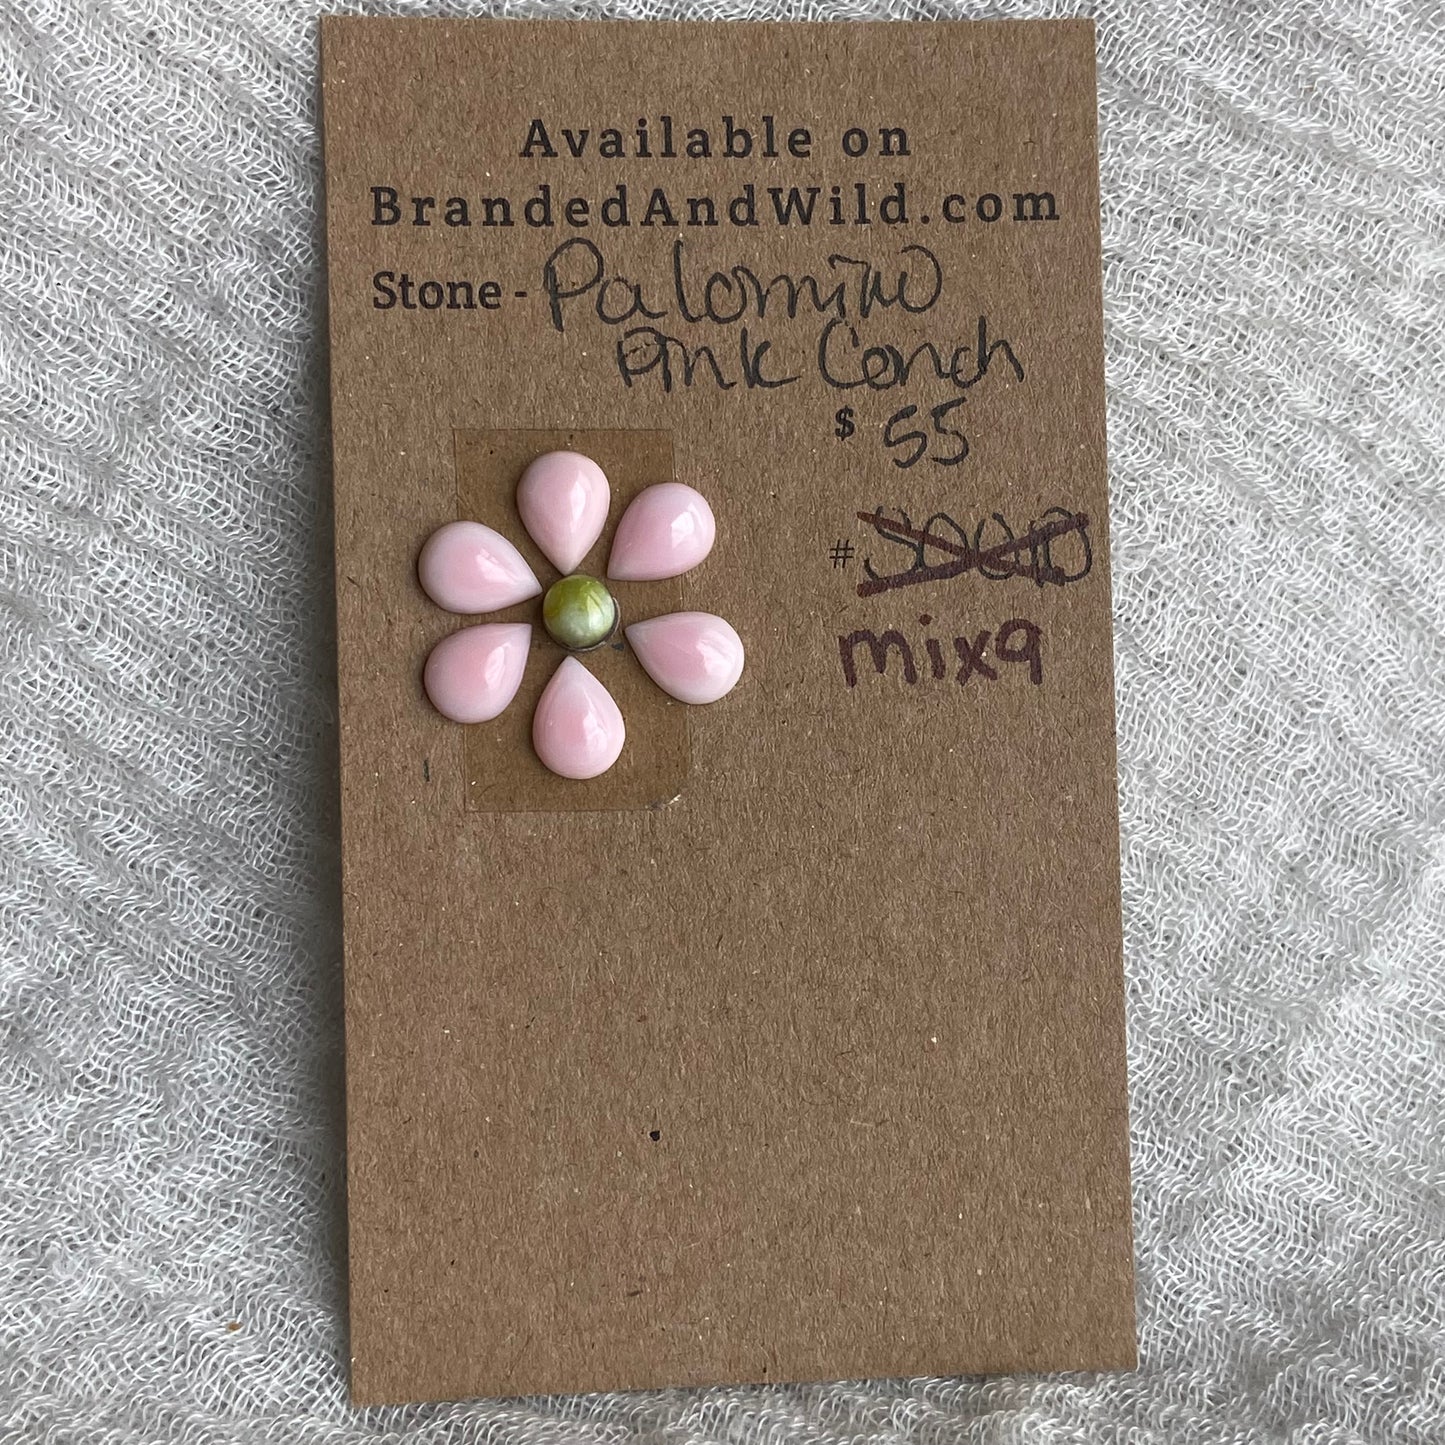 Available on
BrandedAndWild.com
Stone - Palomino
Pink Conch
$ 55
#
mix9